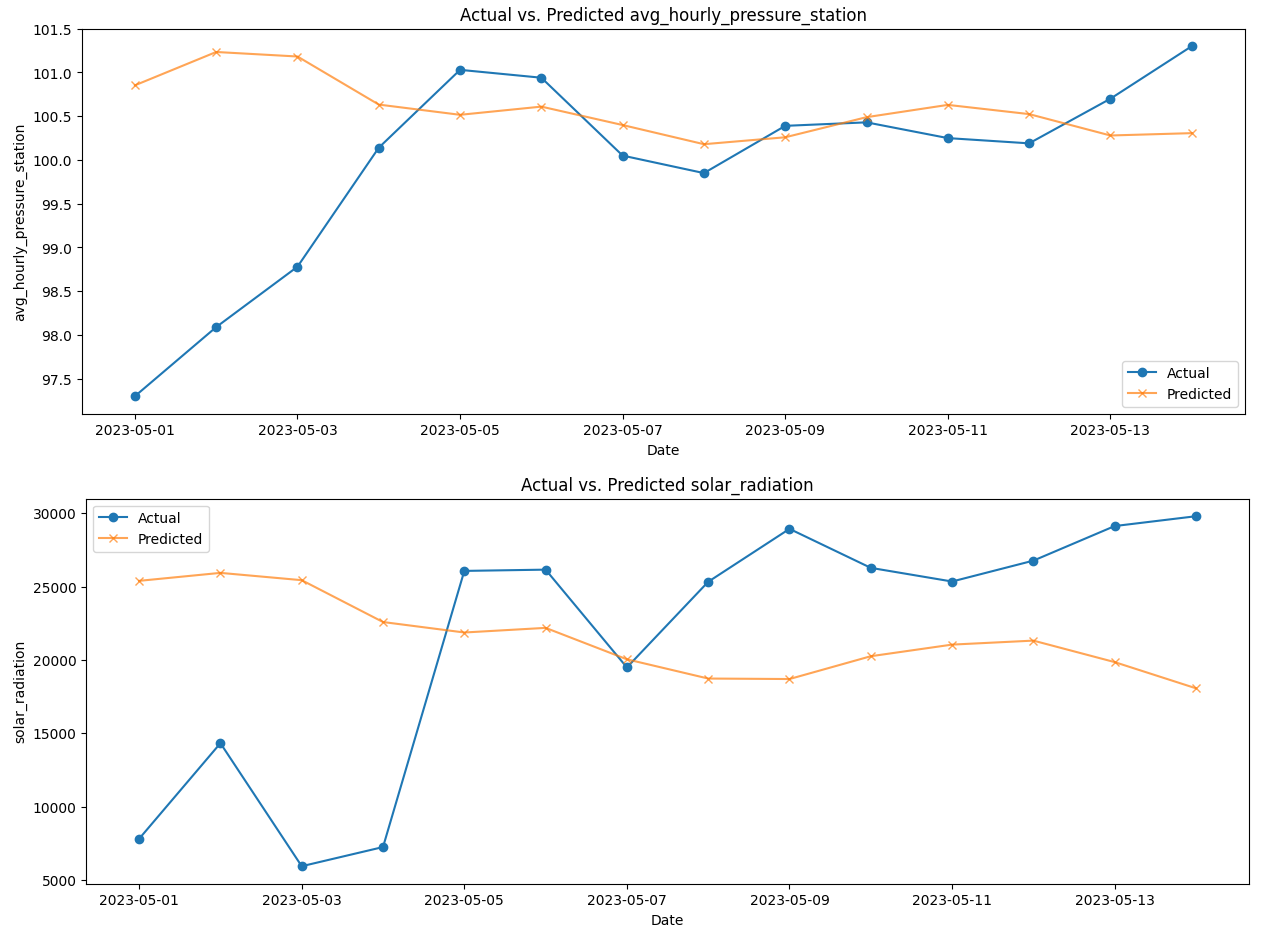 Actual vs. Predicted avg_hourly_pressure_station
101.5
101.0
100.5
100.0
99.5
99.0
98.5
98.0
97.5
avg_hourly_pressure_station
Actual
Predicted
2023-05-01 2023-05-03 2023-05-05 2023-05-07 2023-05-09 2023-05-11 2023-05-13
Date
Actual vs. Predicted solar_radiation
Actual
Predicted
30000
25000
20000
15000
10000
5000
solar_radiation
2023-05-01 2023-05-03 2023-05-05 2023-05-07 2023-05-09 2023-05-11 2023-05-13
Date